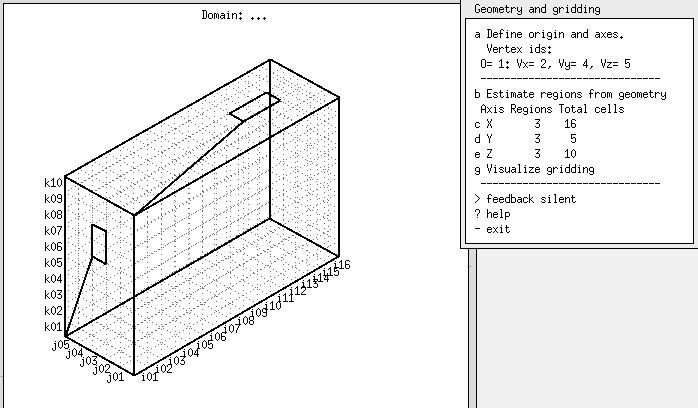 Domain: ...
k10
k09
k08
k07
k06
k05
k04
k03
k02
k01
j05
j04
j03
j02
j01
i01
i02
i03
i04
i05
i06
i07
i08
i09
i10
i11
i12
i13
i14
i15
i16
Geometry and gridding
a Define origin and axes.
Vertex ids:
O= 1: Vx= 2, Vy= 4, Vz= 5
------------------------------
b Estimate regions from geometry
Axis Regions Total cells
c X 3 16
d Y 3 5
e Z 3 10
g Visualize gridding
------------------------------
> feedback silent
? help
- exit